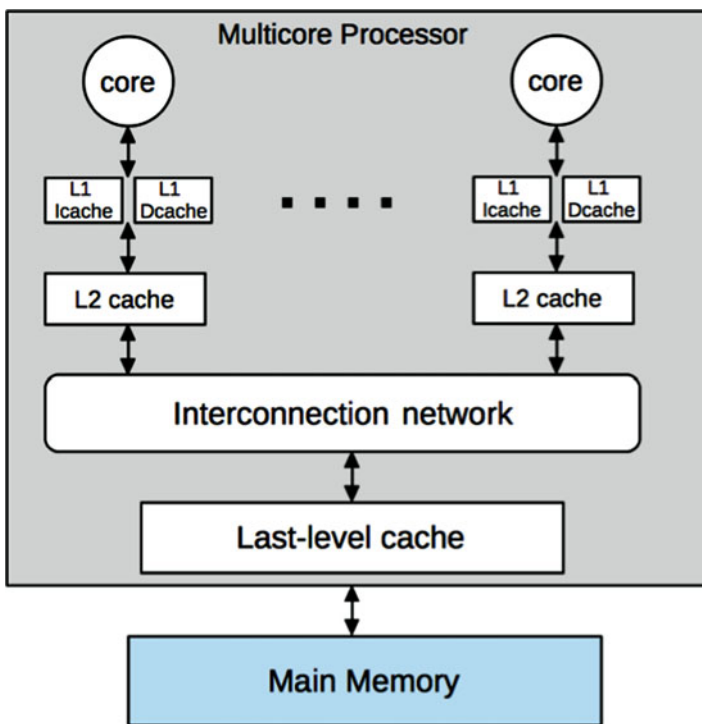 Multicore Processor
core
core
L1
Icache
L1
Dcache
L1
Icache
L1
Dcache
L2 cache
L2 cache
Interconnection network
Last-level cache
Main Memory